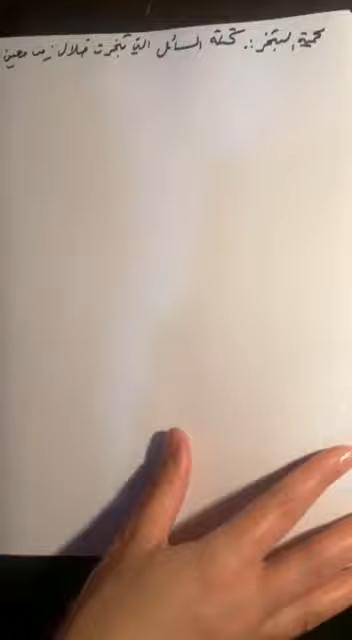 كمية التبخر :. كتلة السائل التي تبخرت خلال زمن معين